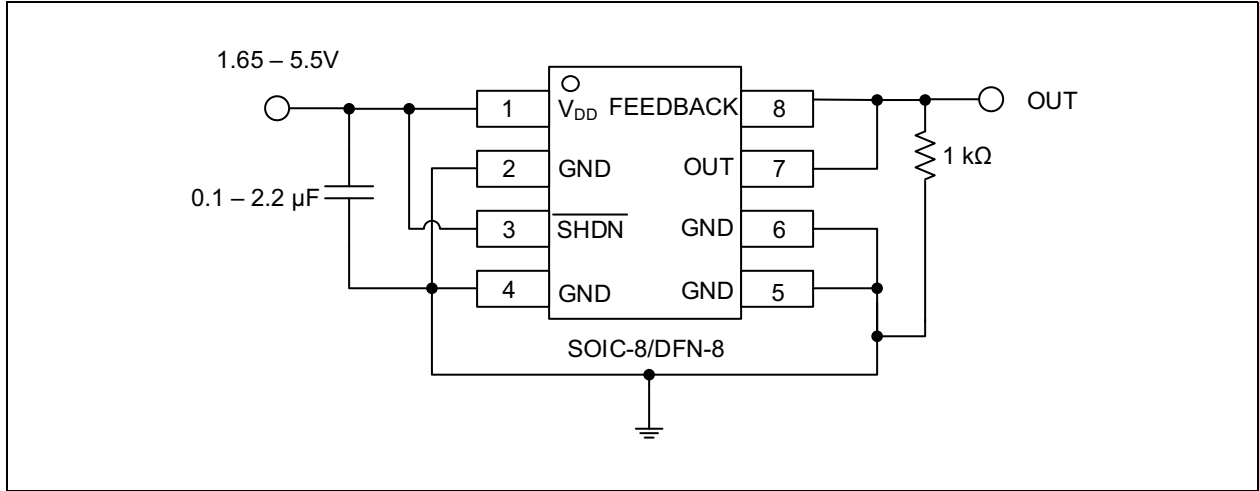 1.65 – 5.5V
1 V_DD FEEDBACK 8
OUT
2 GND OUT 7
1 kΩ
0.1 – 2.2 µF
3 SHDN GND 6
4 GND GND 5
SOIC-8/DFN-8